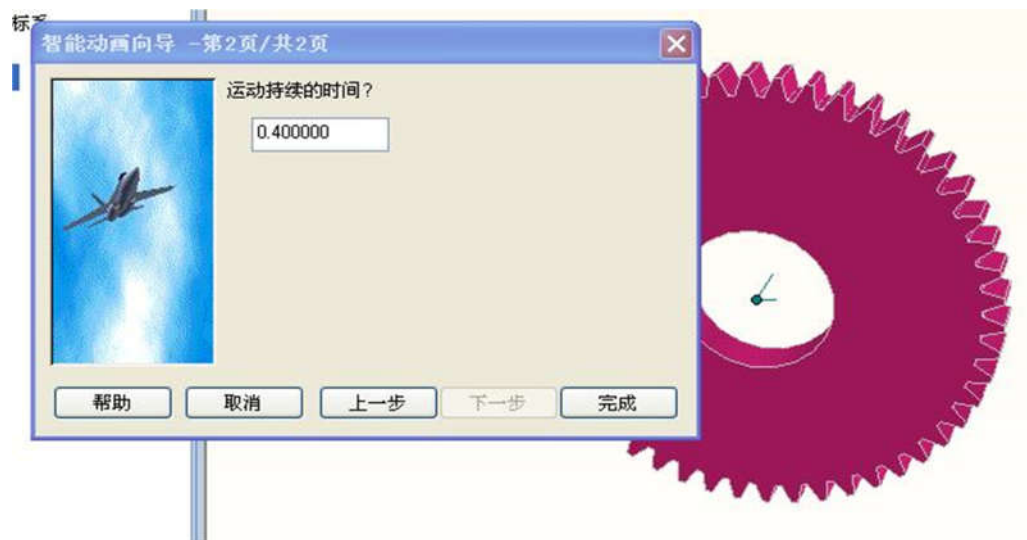 标系
智能动画向导 -第2页/共2页
运动持续的时间?
0.400000
帮助
取消
上一步
下一步
完成